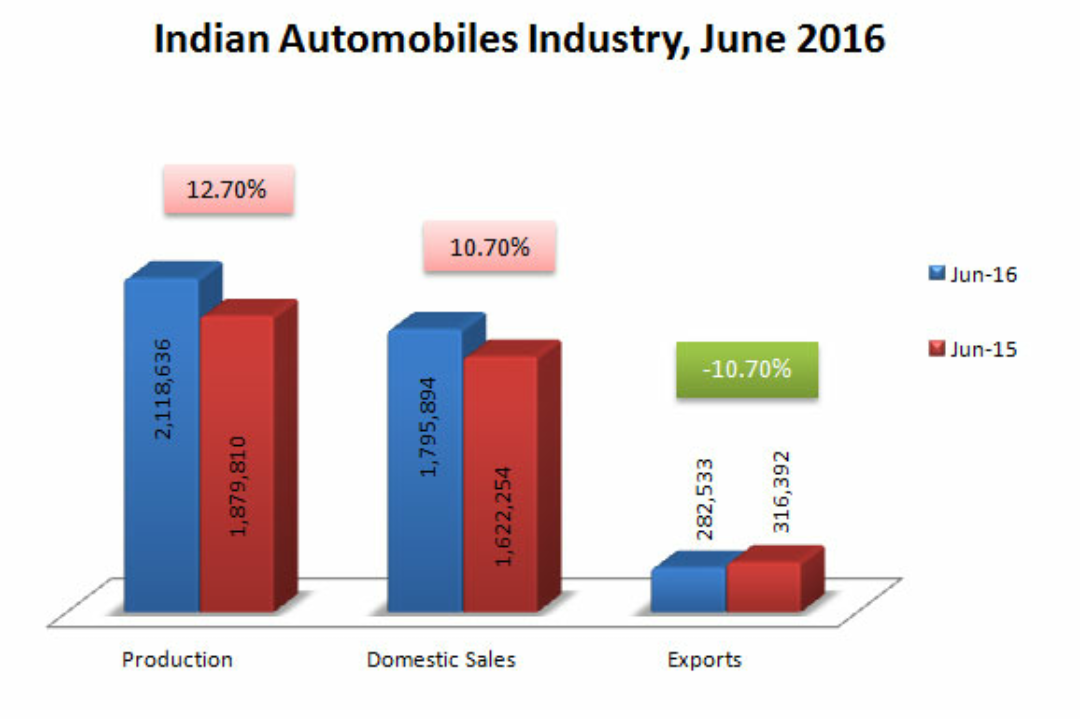 Indian Automobiles Industry, June 2016
12.70%
10.70%
-10.70%
2,118,636
1,879,810
1,795,894
1,622,254
282,533
316,392
Jun-16
Jun-15
Production
Domestic Sales
Exports